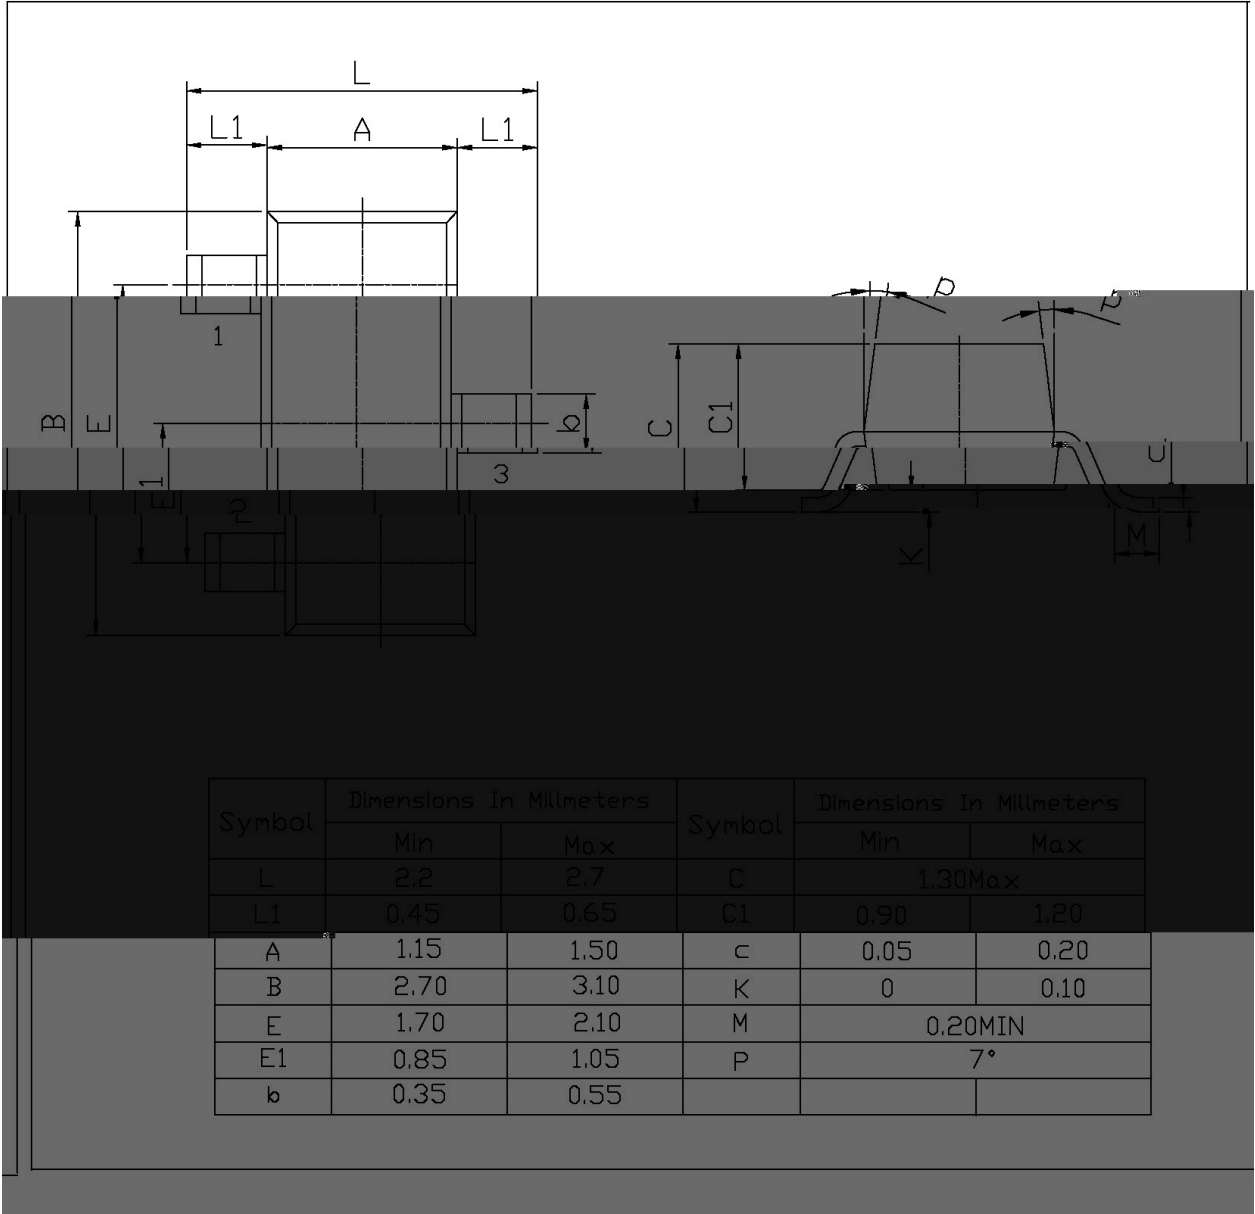 L
L1 A L1
P
P
1
B E C C1 b
3
E1 c
2
K M
Symbol Dimensions In Millmeters Symbol Dimensions In Millmeters
Min Max Min Max
L 2.2 2.7 C 1.30Max
L1 0.45 0.65 C1 0.90 1.20
A 1.15 1.50 c 0.05 0.20
B 2.70 3.10 K 0 0.10
E 1.70 2.10 M 0.20MIN
E1 0.85 1.05 P 7°
b 0.35 0.55